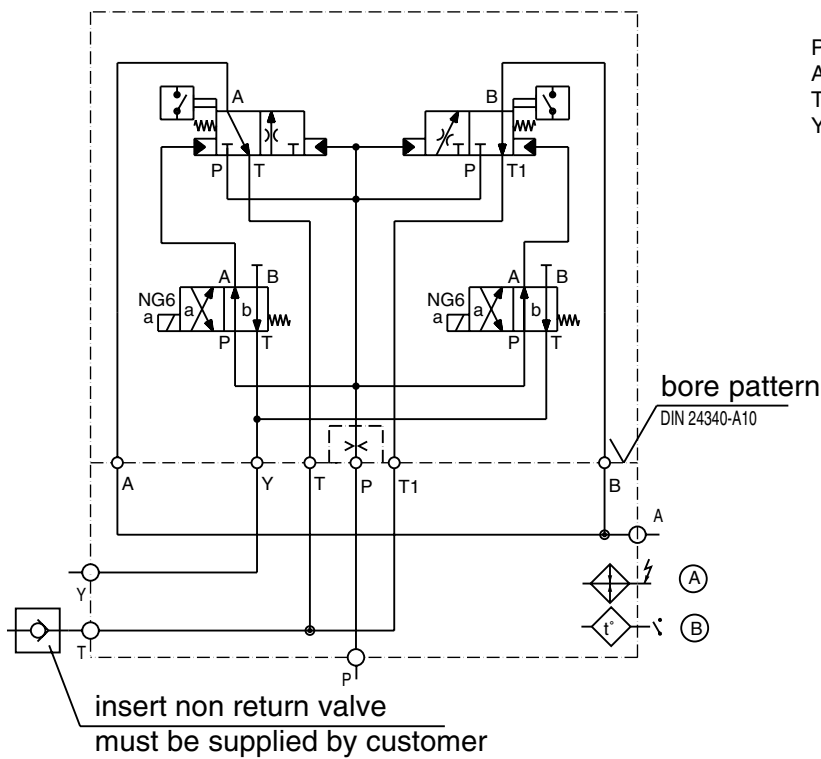 P
A
T
Y
A
B
P
T
P
T1
A
B
A
B
NG6
a
a
b
NG6
a
a
b
P
T
P
T
bore pattern
DIN 24340-A10
A
Y
T
P
T1
B
A
Y
A
t°
B
T
P
insert non return valve
must be supplied by customer